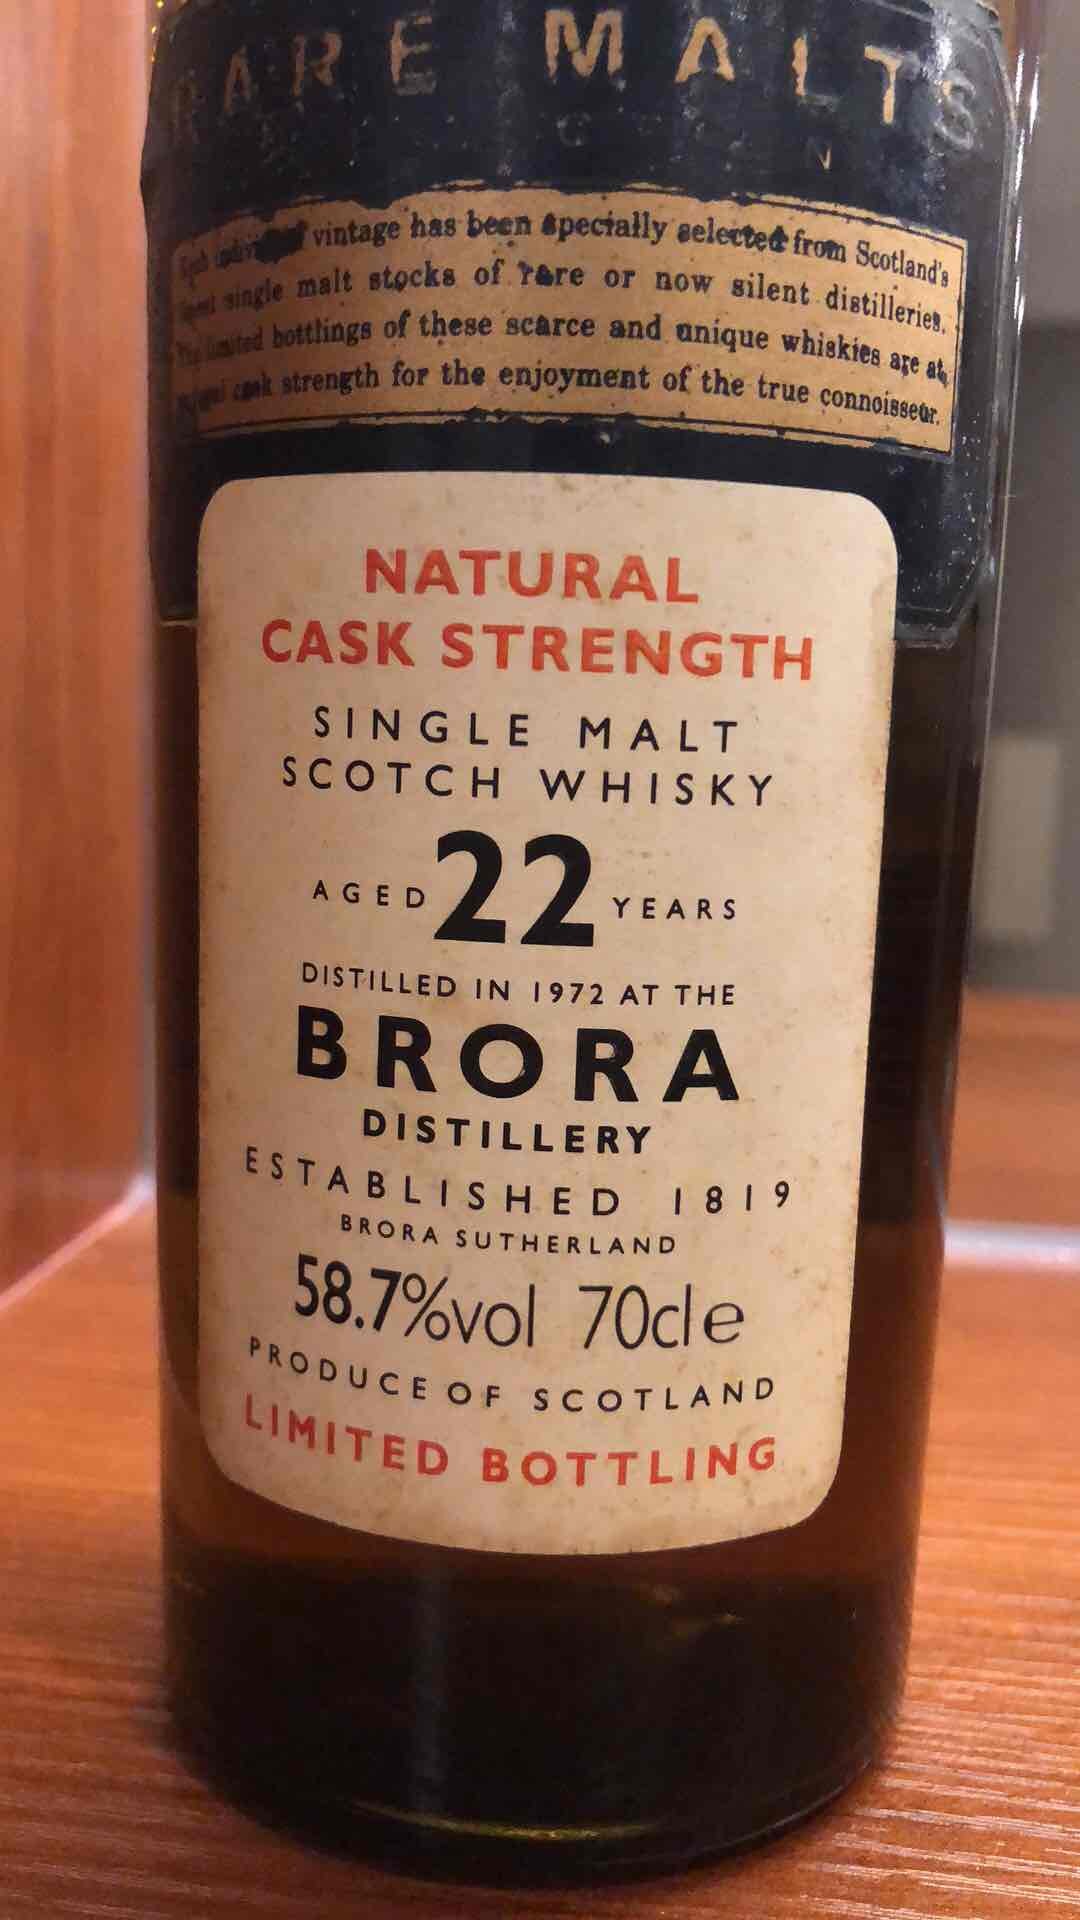 RARE MALTS
vintage has been specially selected from Scotland's
single malt stocks of rare or now silent distilleries.
limited bottlings of these scarce and unique whiskies are at
cask strength for the enjoyment of the true connoisseur.
NATURAL
CASK STRENGTH
SINGLE MALT
SCOTCH WHISKY
AGED 22 YEARS
DISTILLED IN 1972 AT THE
BRORA
DISTILLERY
ESTABLISHED 1819
BRORA SUTHERLAND
58.7%vol 70cl e
PRODUCE OF SCOTLAND
LIMITED BOTTLING